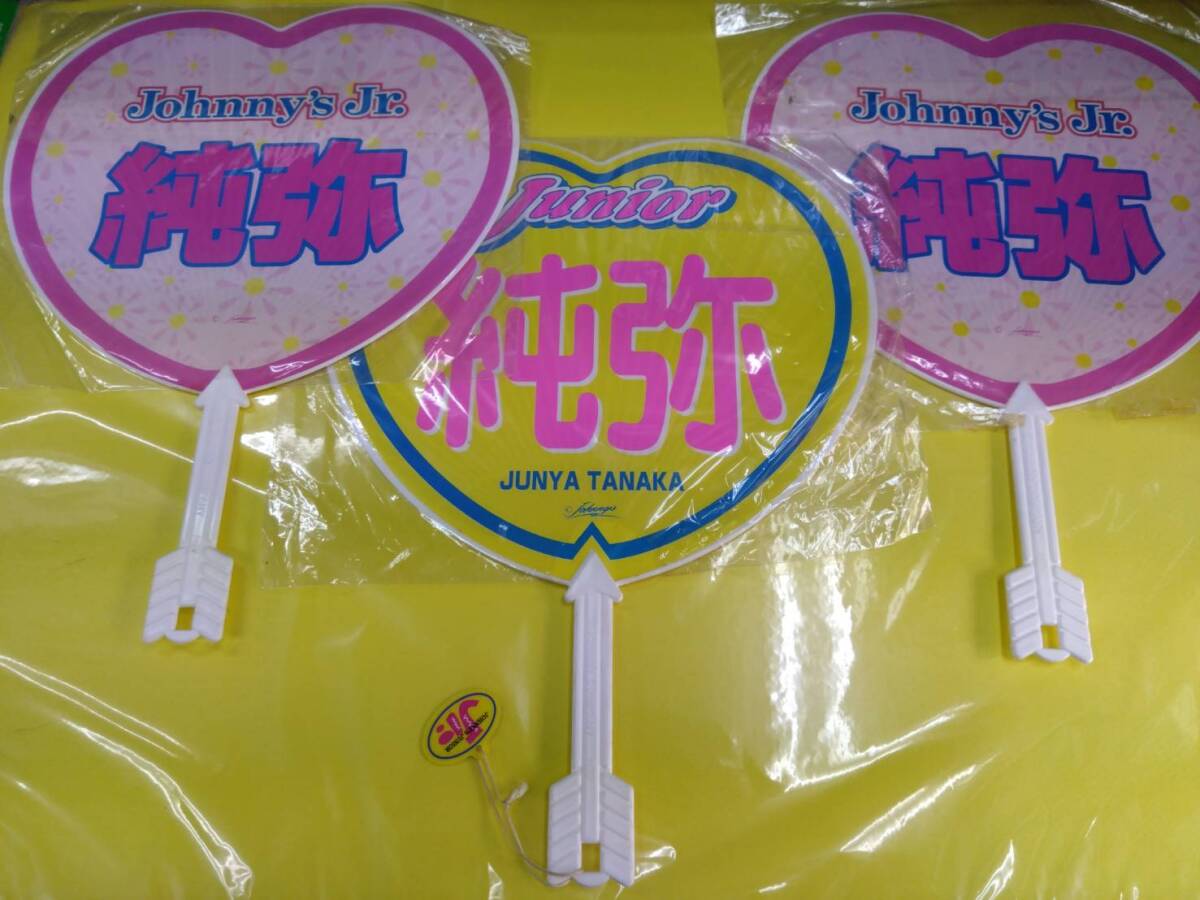 Johnny's Jr.
純弥
Junior
純弥
JUNYA TANAKA
Johnny's Jr.
純弥